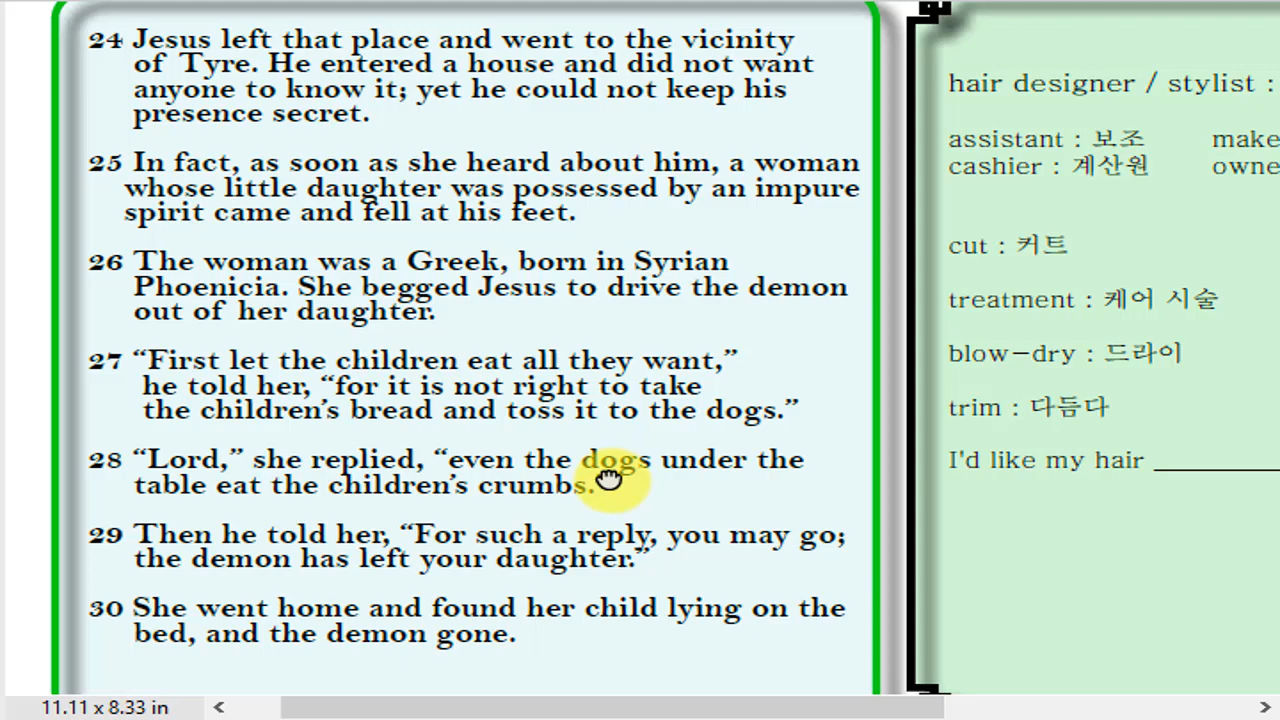 24 Jesus left that place and went to the vicinity
of Tyre. He entered a house and did not want
anyone to know it; yet he could not keep his
presence secret.
25 In fact, as soon as she heard about him, a woman
whose little daughter was possessed by an impure
spirit came and fell at his feet.
26 The woman was a Greek, born in Syrian
Phoenicia. She begged Jesus to drive the demon
out of her daughter.
27 “First let the children eat all they want,”
he told her, “for it is not right to take
the children’s bread and toss it to the dogs.”
28 “Lord,” she replied, “even the dogs under the
table eat the children’s crumbs.
29 Then he told her, “For such a reply, you may go;
the demon has left your daughter.”
30 She went home and found her child lying on the
bed, and the demon gone.
hair designer / stylist :
assistant : 보조 make
cashier : 계산원 owne
cut : 커트
treatment : 케어 시술
blow-dry : 드라이
trim : 다듬다
I'd like my hair ____________
11.11 x 8.33 in